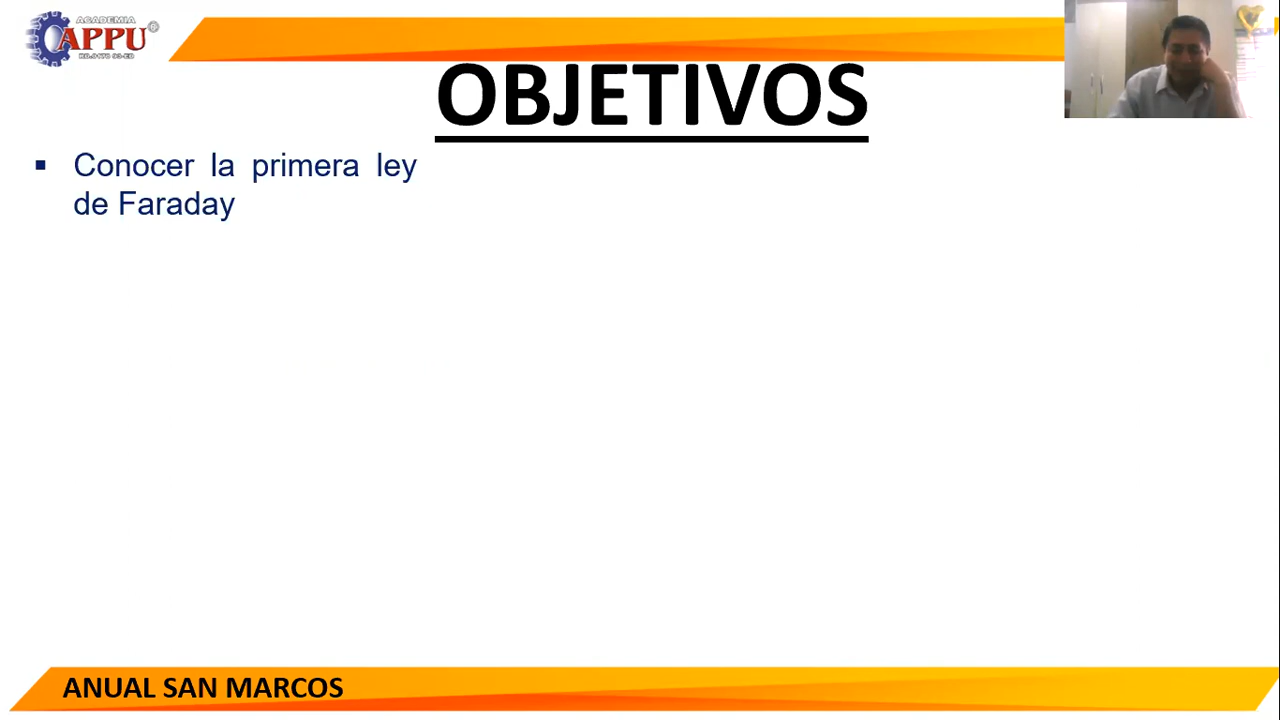 ACADEMIA
APPU®
OBJETIVOS
▪ Conocer la primera ley
de Faraday
ANUAL SAN MARCOS